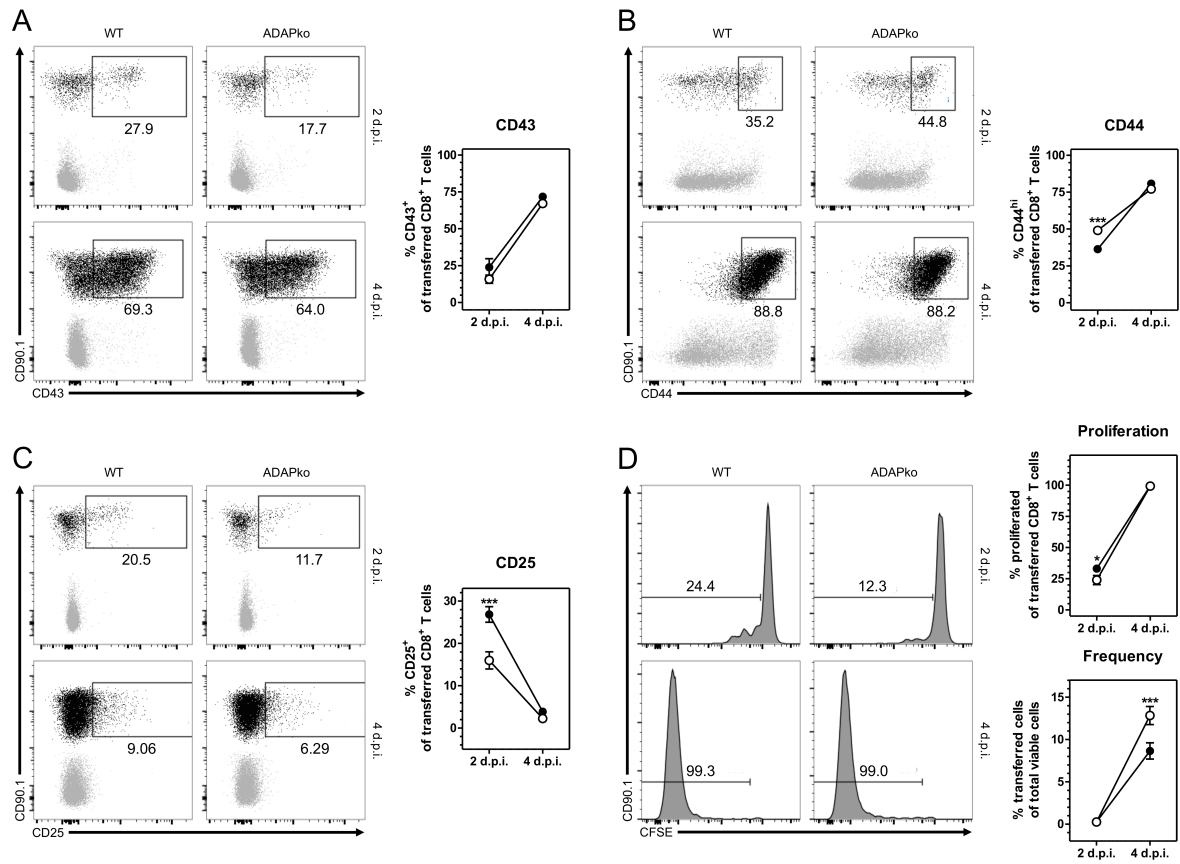 A
WT
ADAPko
27.9
17.7
2 d.p.i.
69.3
64.0
4 d.p.i.
CD90.1
CD43
CD43
% CD43+
of transferred CD8+ T cells
100
75
50
25
0
2 d.p.i.
4 d.p.i.
B
WT
ADAPko
35.2
44.8
2 d.p.i.
88.8
88.2
4 d.p.i.
CD90.1
CD44
CD44
% CD44hi
of transferred CD8+ T cells
100
75
50
25
0
***
2 d.p.i.
4 d.p.i.
C
WT
ADAPko
20.5
11.7
2 d.p.i.
9.06
6.29
4 d.p.i.
CD90.1
CD25
CD25
% CD25+
of transferred CD8+ T cells
30
20
10
0
***
2 d.p.i.
4 d.p.i.
D
WT
ADAPko
24.4
12.3
2 d.p.i.
99.3
99.0
4 d.p.i.
CD90.1
CFSE
Proliferation
% proliferated
of transferred CD8+ T cells
100
75
50
25
0
*
2 d.p.i.
4 d.p.i.
Frequency
% transferred cells
of total viable cells
15
10
5
0
***
2 d.p.i.
4 d.p.i.